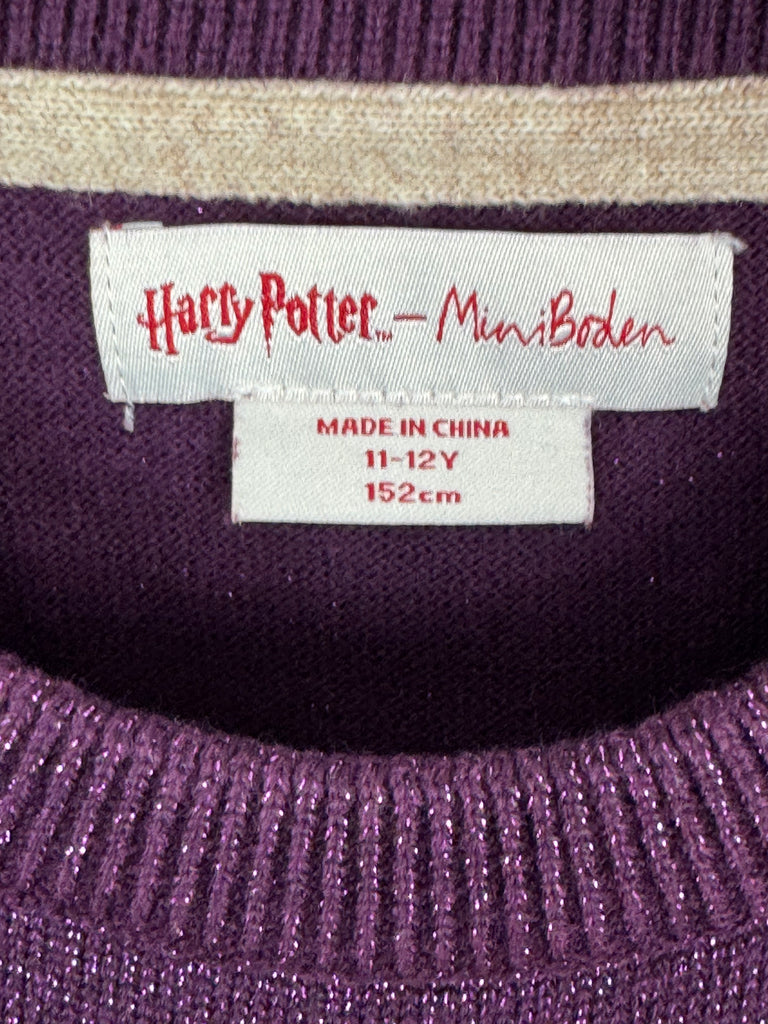 Harry Potter™ – MiniBoden
MADE IN CHINA
11-12Y
152cm